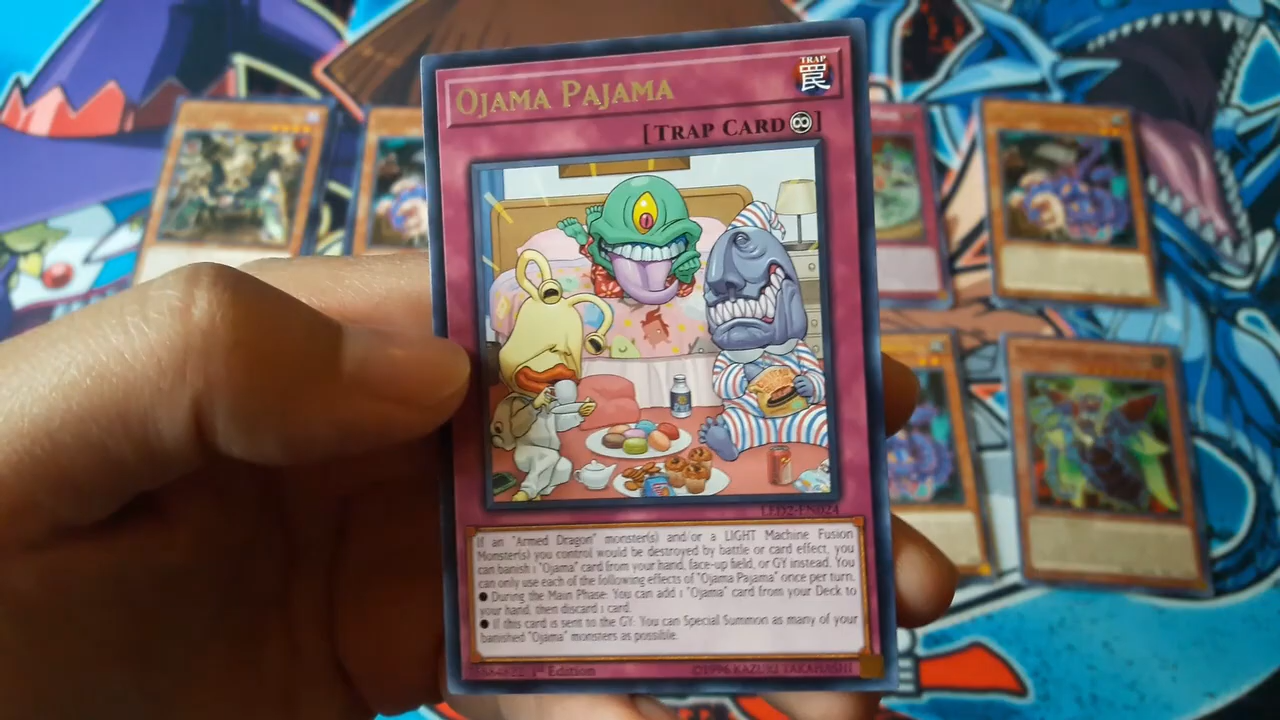 OJAMA PAJAMA
TRAP
罠
[TRAP CARD∞]
LED2-EN024
If an "Armed Dragon" monster(s) and/or a LIGHT Machine Fusion
Monster(s) you control would be destroyed by battle or card effect, you
can banish 1 "Ojama" card from your hand, face-up field, or GY instead. You
can only use each of the following effects of "Ojama Pajama" once per turn.
● During the Main Phase: You can add 1 "Ojama" card from your Deck to
your hand, then discard 1 card.
● If this card is sent to the GY: You can Special Summon as many of your
banished "Ojama" monsters as possible.
1st Edition
©1996 KAZUKI TAKAHASHI